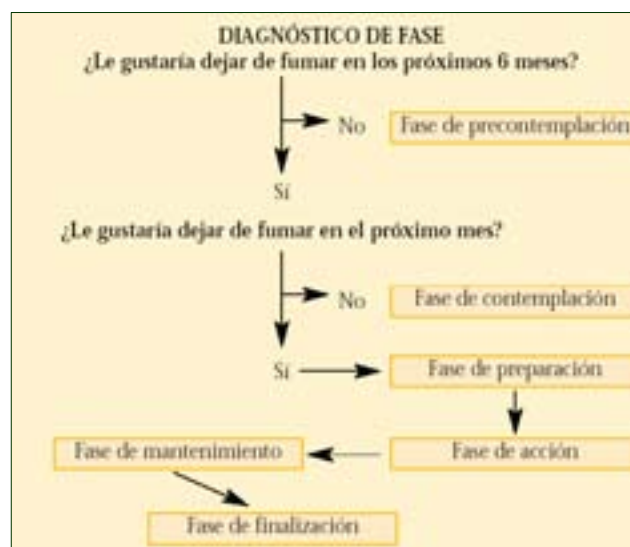 DIAGNÓSTICO DE FASE
¿Le gustaría dejar de fumar en los próximos 6 meses?
No
Fase de precontemplación
Sí
¿Le gustaría dejar de fumar en el próximo mes?
No
Fase de contemplación
Sí
Fase de preparación
Fase de mantenimiento
Fase de acción
Fase de finalización